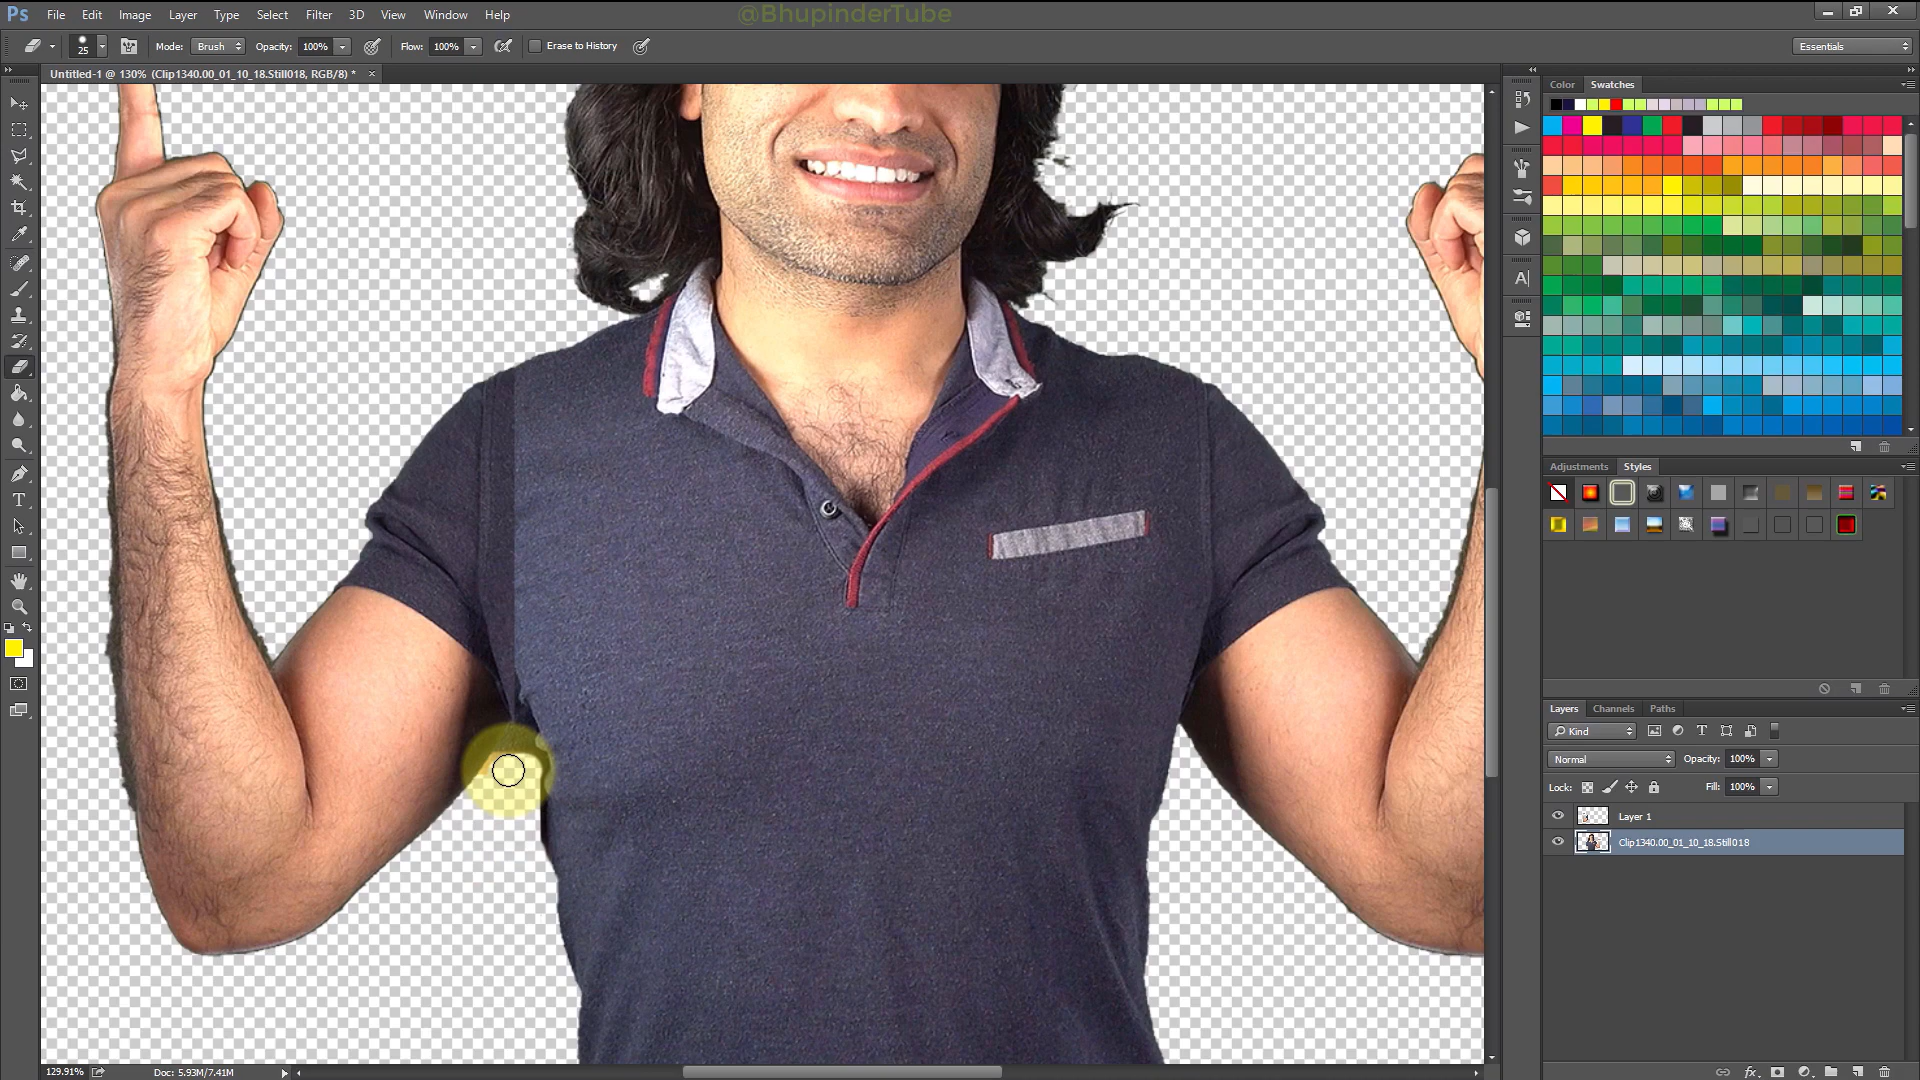 @BhupinderTube
Ps File Edit Image Layer Type Select Filter 3D View Window Help
25 Mode: Brush Opacity: 100% Flow: 100% Erase to History Essentials
Untitled-1 @ 130% (Clip1340.00_01_10_18.Still018, RGB/8) * ×
Color Swatches
Adjustments Styles
Layers Channels Paths
Kind
Normal Opacity: 100%
Lock: Fill: 100%
Layer 1
Clip1340.00_01_10_18.Still018
129.91% Doc: 5.93M/7.41M